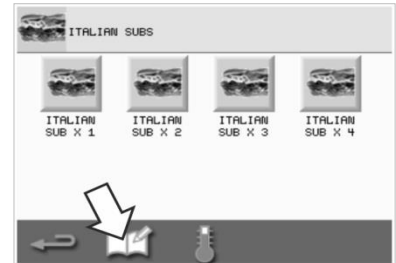 ITALIAN SUBS
ITALIAN SUB X 1
ITALIAN SUB X 2
ITALIAN SUB X 3
ITALIAN SUB X 4